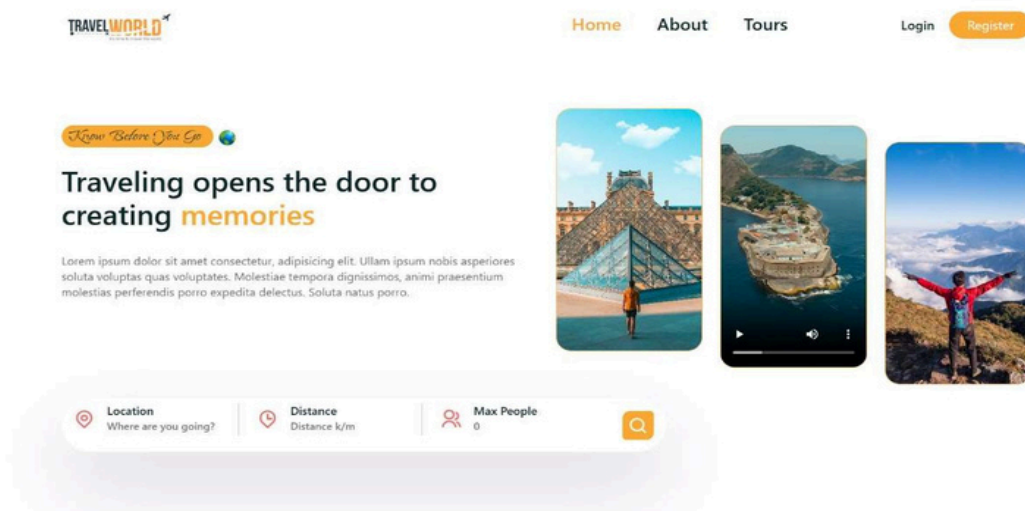 TRAVEL WORLD
Home About Tours
Login Register
Know Before You Go
Traveling opens the door to
creating memories
Lorem ipsum dolor sit amet consectetur, adipisicing elit. Ullam ipsum nobis asperiores
soluta voluptas quas voluptates. Molestiae tempora dignissimos, animi praesentium
molestias perferendis porro expedita delectus. Soluta natus porro.
Location
Where are you going?
Distance
Distance k/m
Max People
0